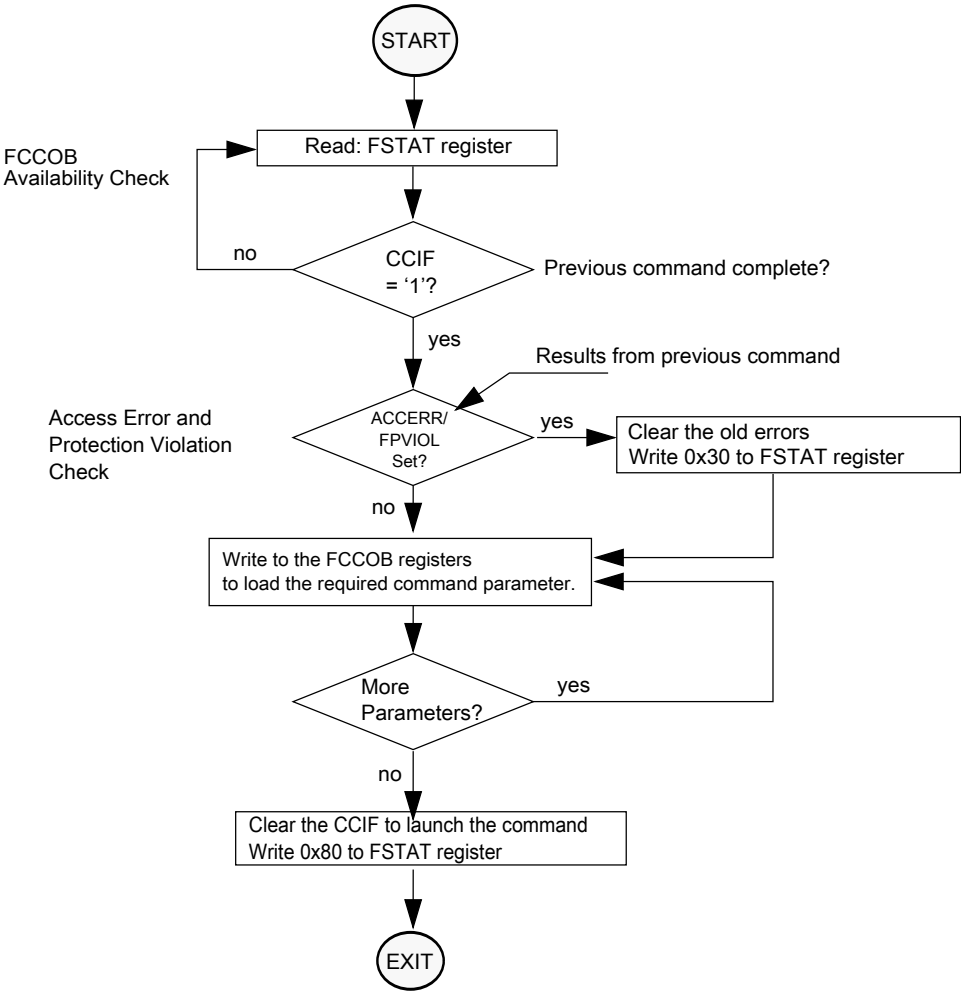 START
Read: FSTAT register
FCCOB
Availability Check
no
CCIF
= ‘1’?
Previous command complete?
yes
Results from previous command
Access Error and
Protection Violation
Check
ACCERR/
FPVIOL
Set?
yes
Clear the old errors
Write 0x30 to FSTAT register
no
Write to the FCCOB registers
to load the required command parameter.
More
Parameters?
yes
no
Clear the CCIF to launch the command
Write 0x80 to FSTAT register
EXIT